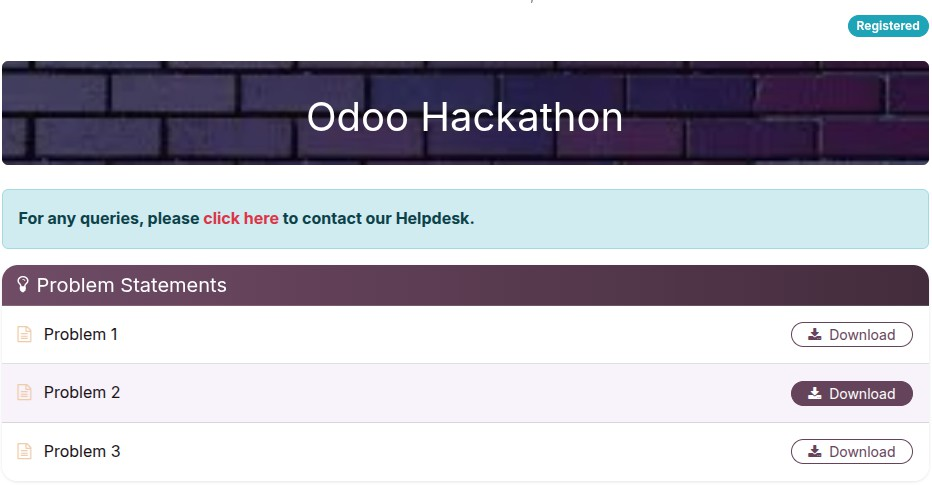 Registered
Odoo Hackathon
For any queries, please click here to contact our Helpdesk.
Problem Statements
Problem 1 Download
Problem 2 Download
Problem 3 Download